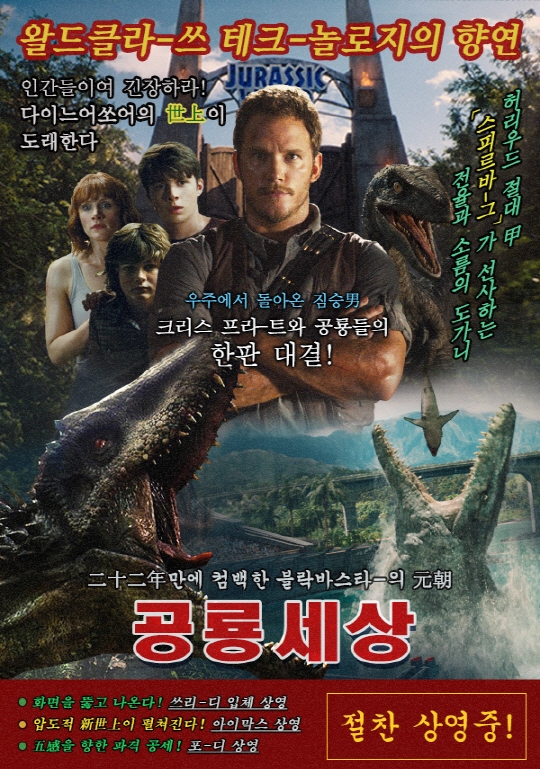 왈드클라-쓰 테크-놀로지의 향연
JURASSIC
인간들이여 긴장하라!
다이느어쏘어의 世上이
도래한다
허리우드 절대 甲
「스피르바-그」가 선사하는
전율과 소름의 도가니
우주에서 돌아온 짐승男
크리스 프라-트와 공룡들의
한판 대결!
二十二年만에 컴백한 블락바스타-의 元朝
공룡세상
화면을 뚫고 나온다! 쓰리-디 입체 상영
압도적 新世上이 펼쳐진다! 아이막스 상영
五感을 향한 파격 공세! 포-디 상영
절찬 상영중!